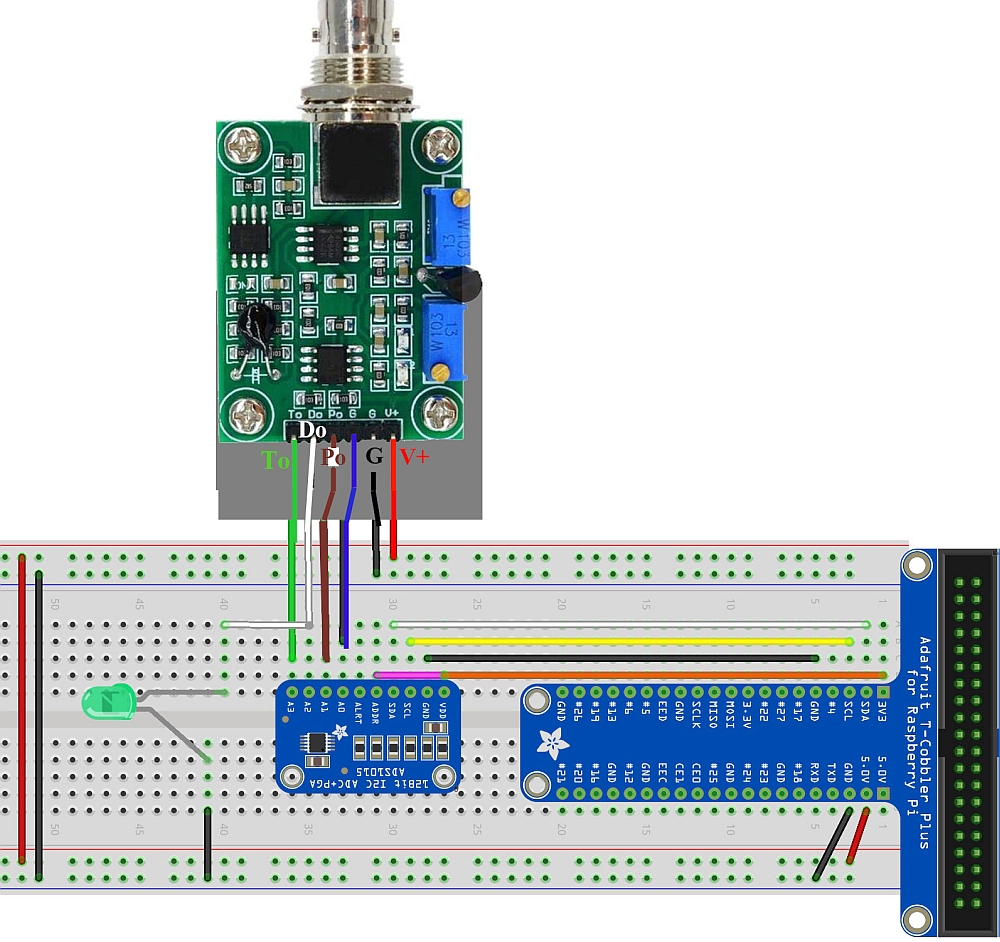 W103
13
W103
13
To Do Po G G V+
Do
To
Po
G
V+
50
45
40
35
30
25
20
15
10
5
1
A3
A2
A1
A0
ALRT
ADDR
SDA
SCL
GND
VDD
ADS1015
12Bit I2C ADC+PGA
GND
#26
#19
#13
#6
#5
EED
GND
SCLK
MISO
MOSI
3.3V
#22
#27
#17
GND
#4
SCL
SDA
3V3
#21
#20
#16
GND
#12
GND
EEC
CE1
CE0
#25
GND
#24
#23
GND
#18
RXD
TXD
GND
5.0V
5.0V
Adafruit T-Cobbler Plus
for Raspberry Pi
50
45
35
30
25
20
15
10
5
1